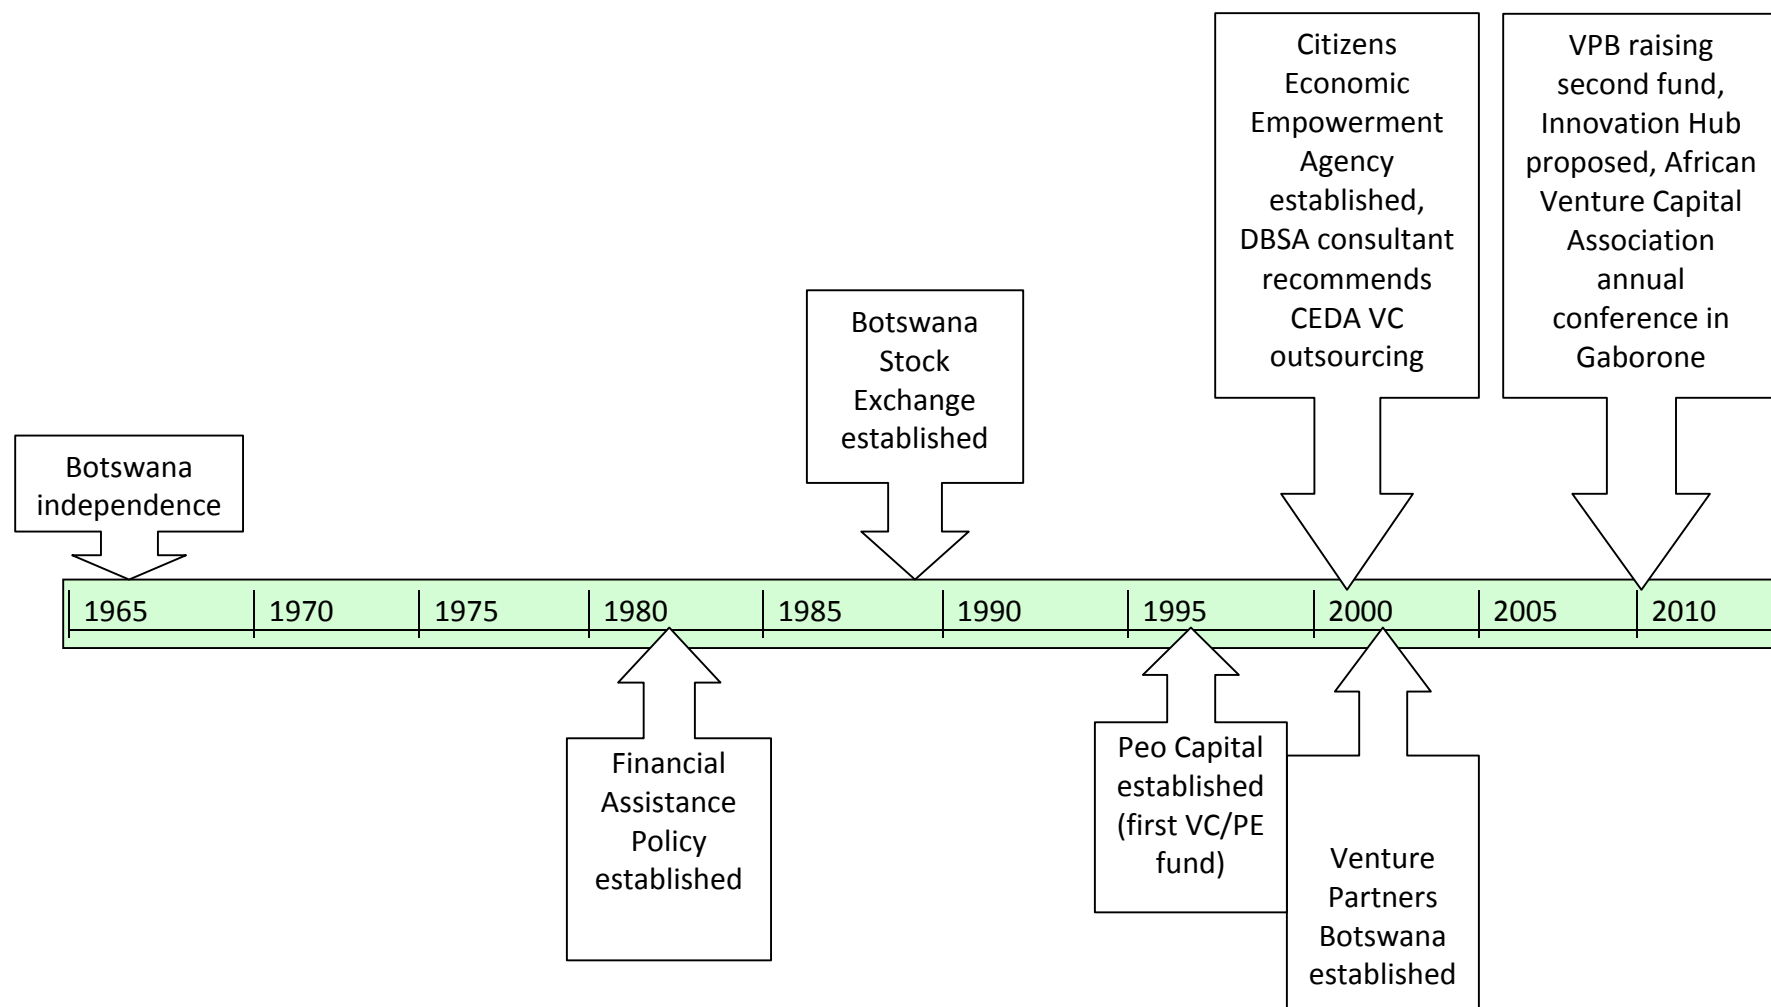 Citizens
Economic
Empowerment
Agency
established,
DBSA consultant
recommends
CEDA VC
outsourcing
VPB raising
second fund,
Innovation Hub
proposed, African
Venture Capital
Association
annual
conference in
Gaborone
Botswana
Stock
Exchange
established
Botswana
independence
1965 1970 1975 1980 1985 1990 1995 2000 2005 2010
Financial
Assistance
Policy
established
Peo Capital
established
(first VC/PE
fund)
Venture
Partners
Botswana
established